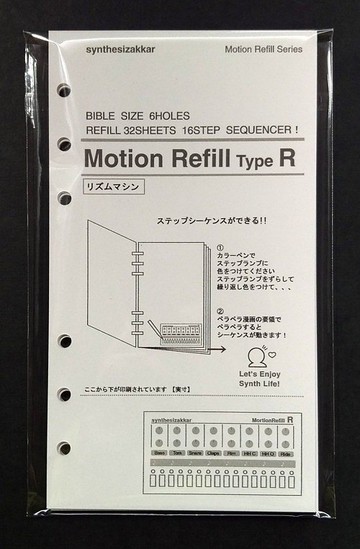 synthesizakkar Motion Refill Series
BIBLE SIZE 6HOLES
REFILL 32SHEETS 16STEP SEQUENCER !
Motion Refill Type R
リズムマシン
ステップシーケンスができる!!
①
カラーペンで
ステップランプに
色をつけてください
ステップランプをずらして
繰り返し色をつけて、、、
②
ペラペラ漫画の要領で
ペラペラすると
シーケンスが動きます！
Let's Enjoy
Synth Life!
ここから下が印刷されています 【実寸】
synthesizakkar MortionRefill R
Bass Tom Snare Claps Rim HH C HH O Ride